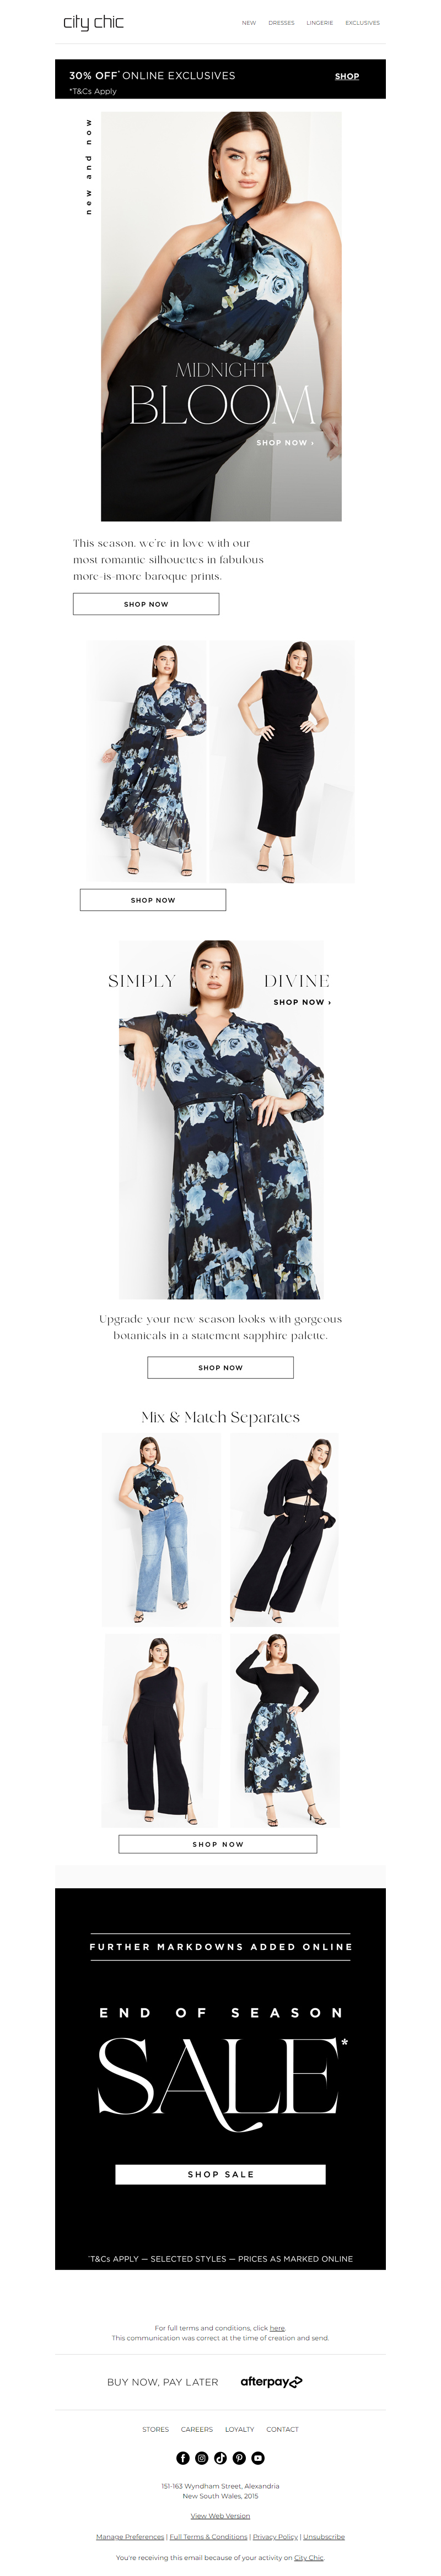 city chic
NEW DRESSES LINGERIE EXCLUSIVES
30% OFF* ONLINE EXCLUSIVES
SHOP
*T&Cs Apply
new and now
MIDNIGHT
BLOOM
SHOP NOW ›
This season, we're in love with our
most romantic silhouettes in fabulous
more-is-more baroque prints.
SHOP NOW
SHOP NOW
SIMPLY DIVINE
SHOP NOW ›
Upgrade your new season looks with gorgeous
botanicals in a statement sapphire palette.
SHOP NOW
Mix & Match Separates
SHOP NOW
FURTHER MARKDOWNS ADDED ONLINE
END OF SEASON
SALE*
SHOP SALE
*T&Cs APPLY — SELECTED STYLES — PRICES AS MARKED ONLINE
For full terms and conditions, click here.
This communication was correct at the time of creation and send.
BUY NOW, PAY LATER afterpay
STORES CAREERS LOYALTY CONTACT
151-163 Wyndham Street, Alexandria
New South Wales, 2015
View Web Version
Manage Preferences | Full Terms & Conditions | Privacy Policy | Unsubscribe
You're receiving this email because of your activity on City Chic.